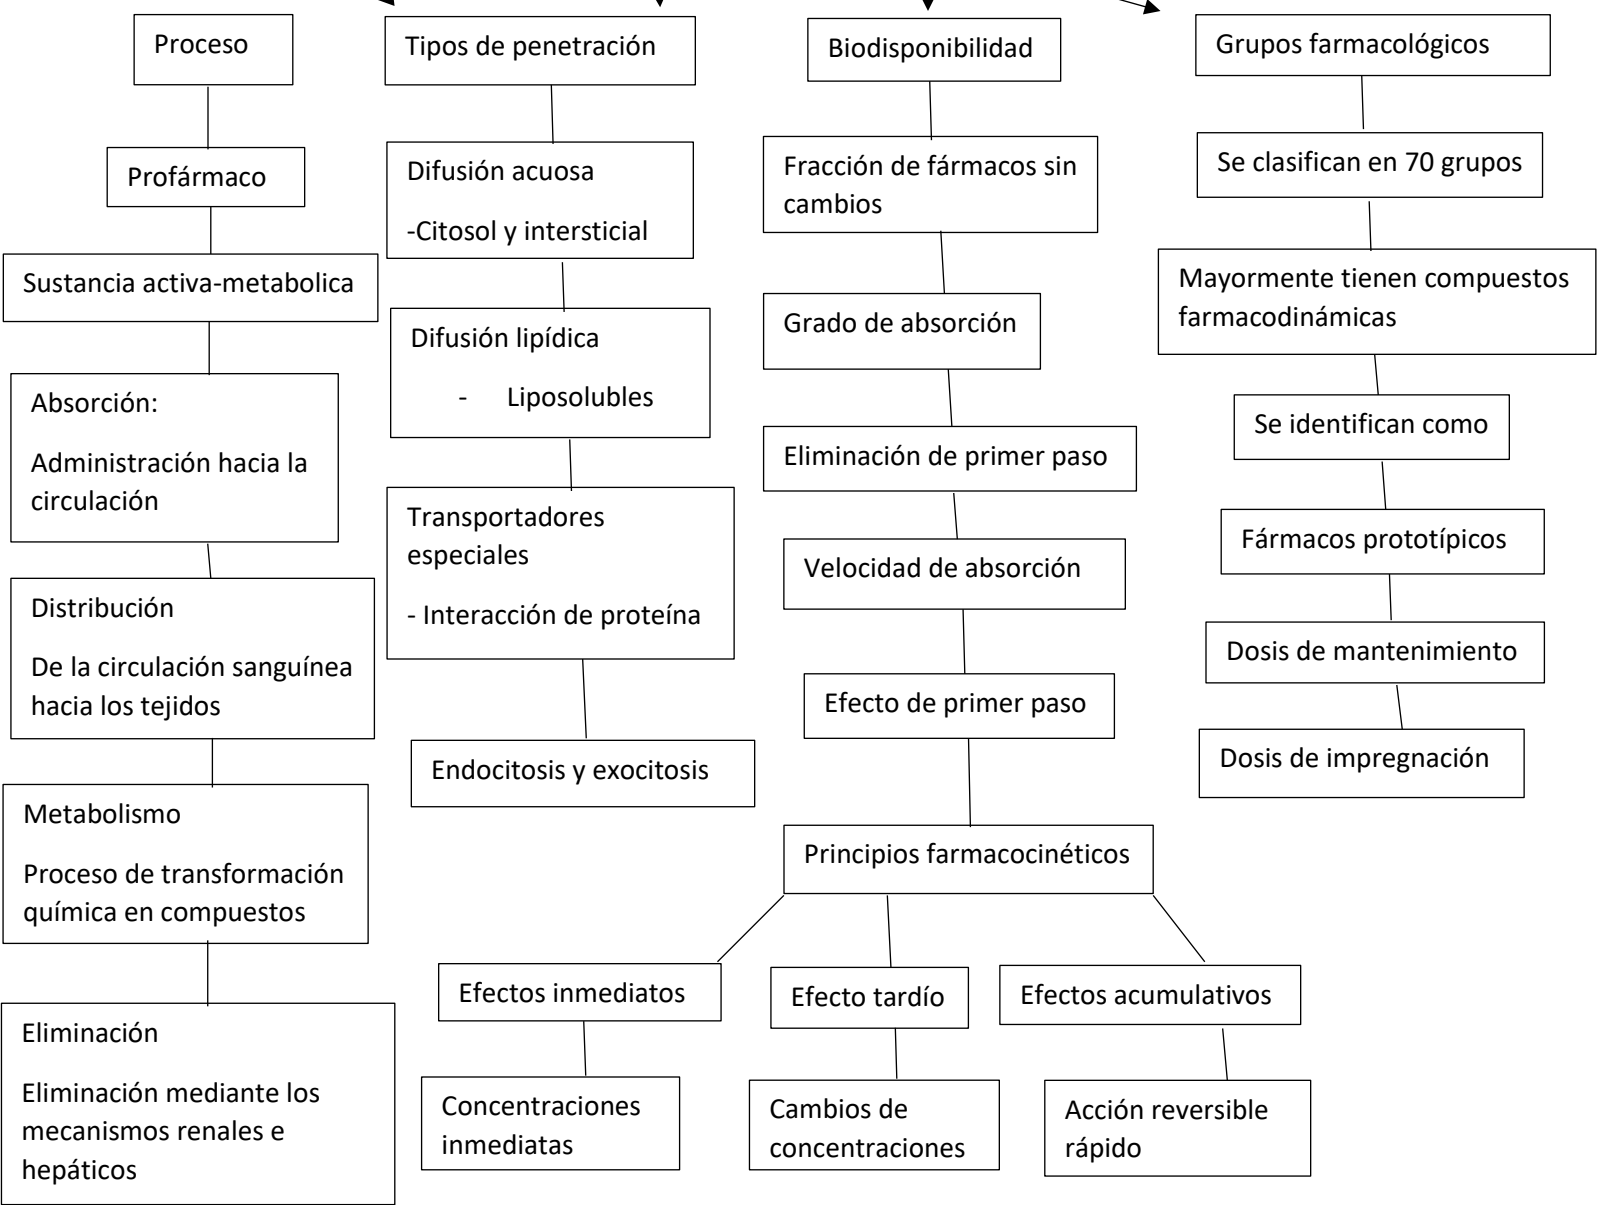 Proceso
Profármaco
Sustancia activa-metabolica
Absorción:
Administración hacia la
circulación
Distribución
De la circulación sanguínea
hacia los tejidos
Metabolismo
Proceso de transformación
química en compuestos
Eliminación
Eliminación mediante los
mecanismos renales e
hepáticos
Tipos de penetración
Difusión acuosa
-Citosol y intersticial
Difusión lipídica
- Liposolubles
Transportadores
especiales
- Interacción de proteína
Endocitosis y exocitosis
Biodisponibilidad
Fracción de fármacos sin
cambios
Grado de absorción
Eliminación de primer paso
Velocidad de absorción
Efecto de primer paso
Principios farmacocinéticos
Efectos inmediatos
Concentraciones
inmediatas
Efecto tardío
Cambios de
concentraciones
Efectos acumulativos
Acción reversible
rápido
Grupos farmacológicos
Se clasifican en 70 grupos
Mayormente tienen compuestos
farmacodinámicas
Se identifican como
Fármacos prototípicos
Dosis de mantenimiento
Dosis de impregnación